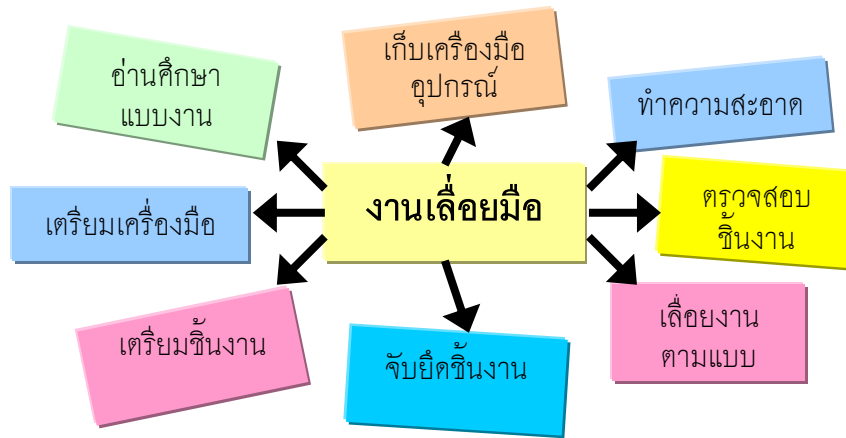 เก็บเครื่องมือ
อุปกรณ์
อ่านศึกษา
แบบงาน
ทำความสะอาด
งานเลื่อยมือ
เตรียมเครื่องมือ
ตรวจสอบ
ชิ้นงาน
เตรียมชิ้นงาน
จับยึดชิ้นงาน
เลื่อยงาน
ตามแบบ